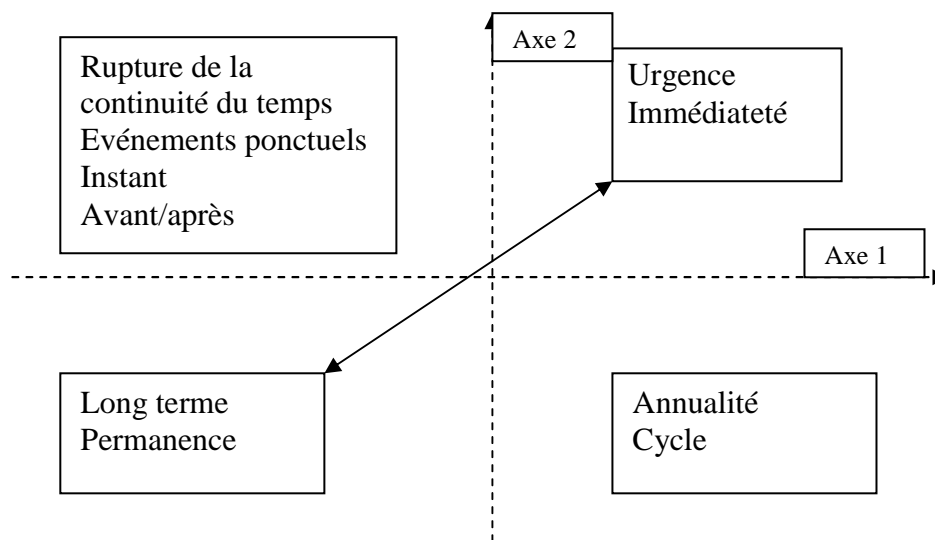 Axe 2
Rupture de la
continuité du temps
Evénements ponctuels
Instant
Avant/après
Urgence
Immédiateté
Axe 1
Long terme
Permanence
Annualité
Cycle